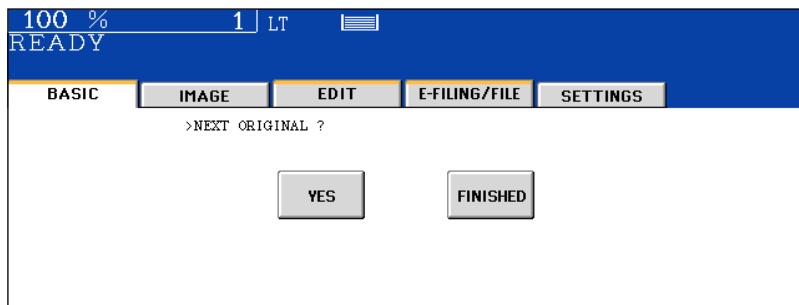 100 % 1 LT
READY
BASIC IMAGE EDIT E-FILING/FILE SETTINGS
>NEXT ORIGINAL ?
YES FINISHED